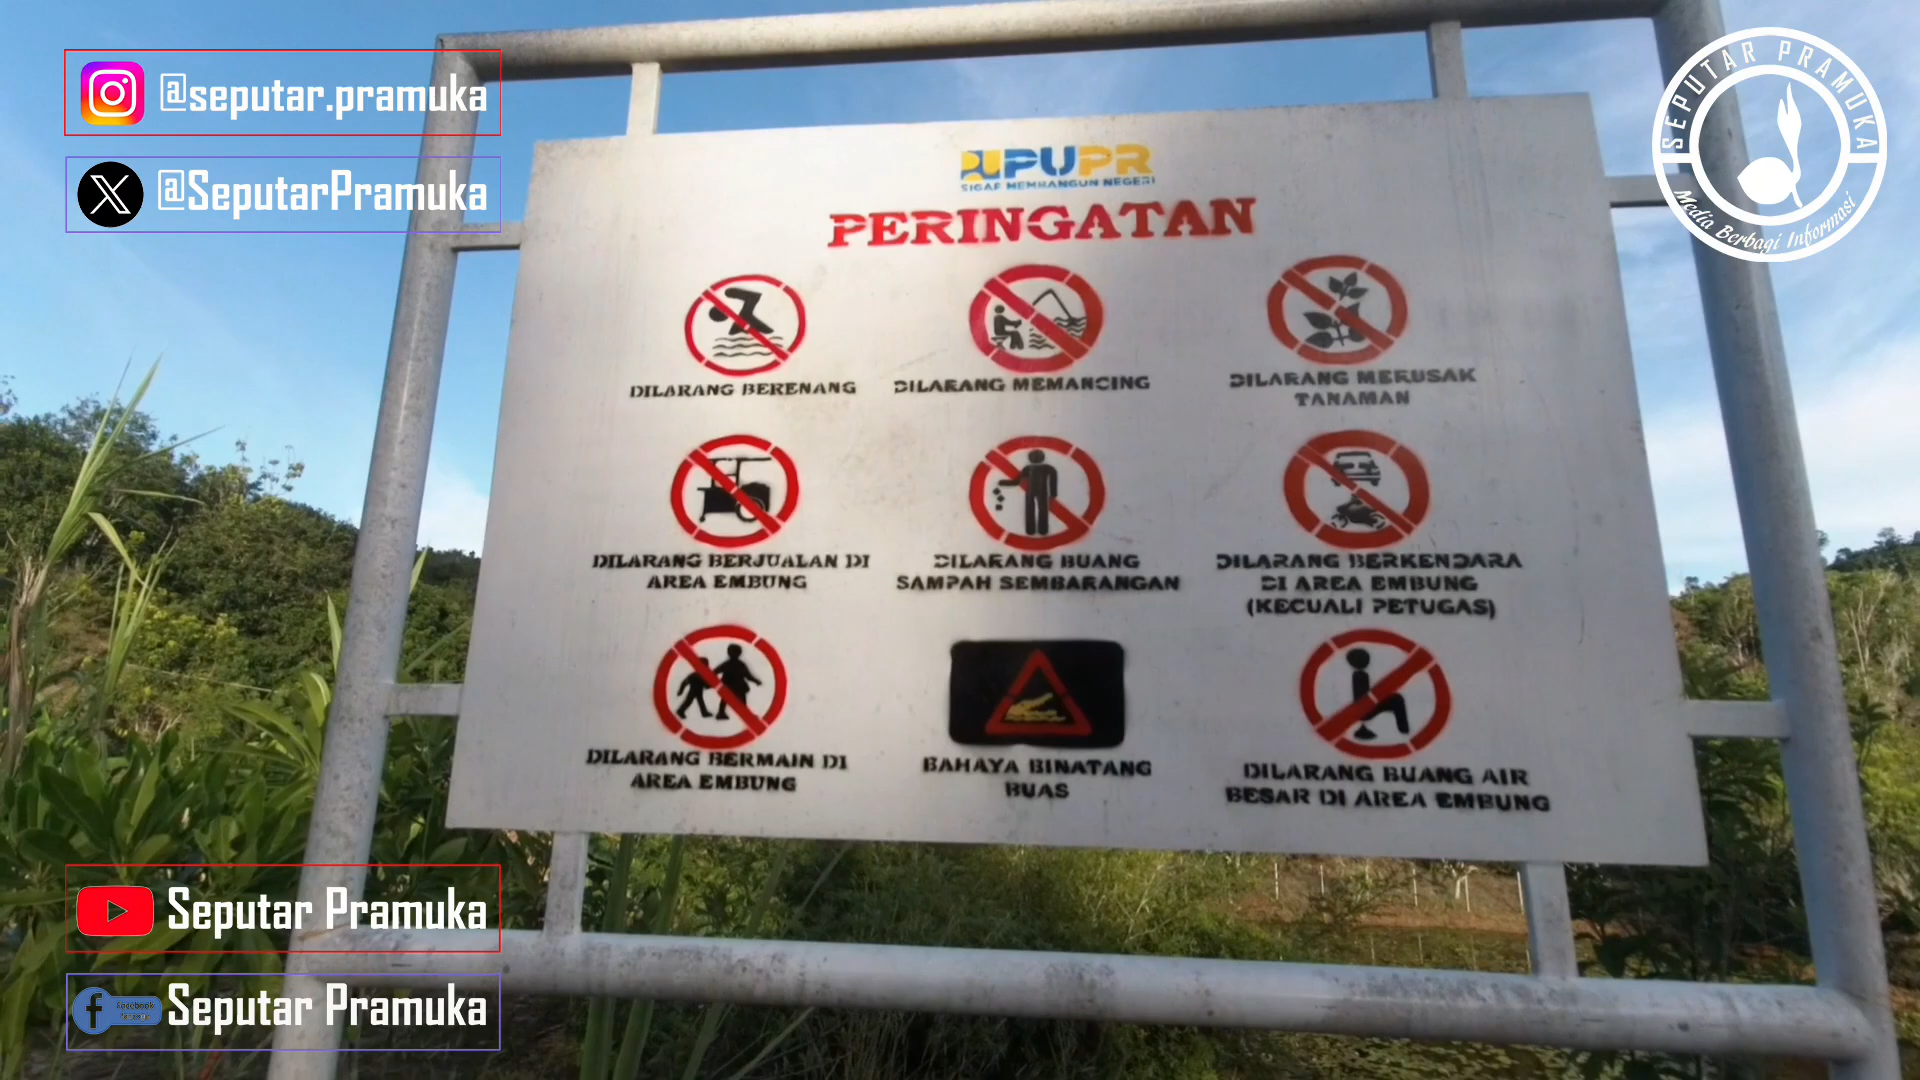 @seputar.pramuka
@SeputarPramuka
SEPUTAR PRAMUKA
Media Berbagi Informasi
PUPR
SIGAP MEMBANGUN NEGERI
PERINGATAN
DILARANG BERENANG
DILARANG MEMANCING
DILARANG MERUSAK
TANAMAN
DILARANG BERJUALAN DI
AREA EMBUNG
DILARANG BUANG
SAMPAH SEMBARANGAN
DILARANG BERKENDARA
DI AREA EMBUNG
(KECUALI PETUGAS)
DILARANG BERMAIN DI
AREA EMBUNG
BAHAYA BINATANG
BUAS
DILARANG BUANG AIR
BESAR DI AREA EMBUNG
Seputar Pramuka
Facebook
Seputar Pramuka